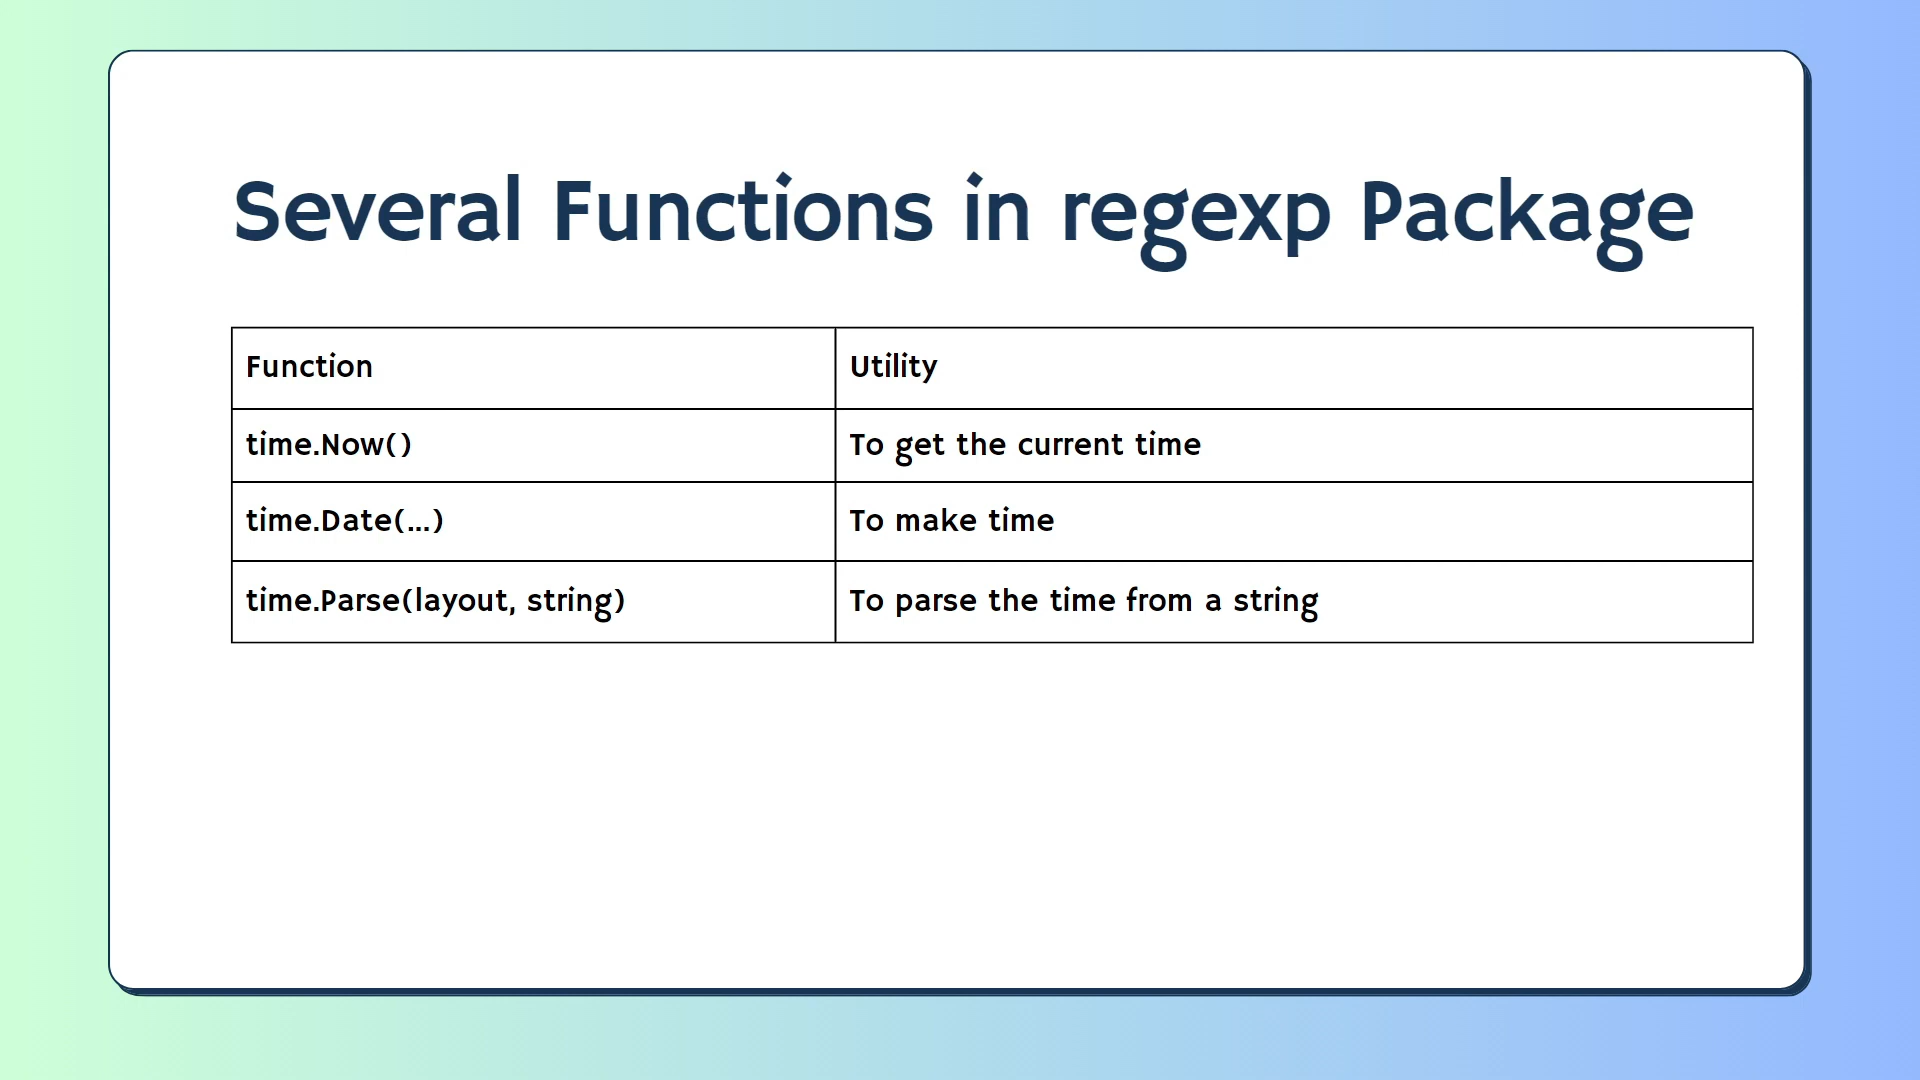 Several Functions in regexp Package
Function
Utility
time.Now()
To get the current time
time.Date(...)
To make time
time.Parse(layout, string)
To parse the time from a string